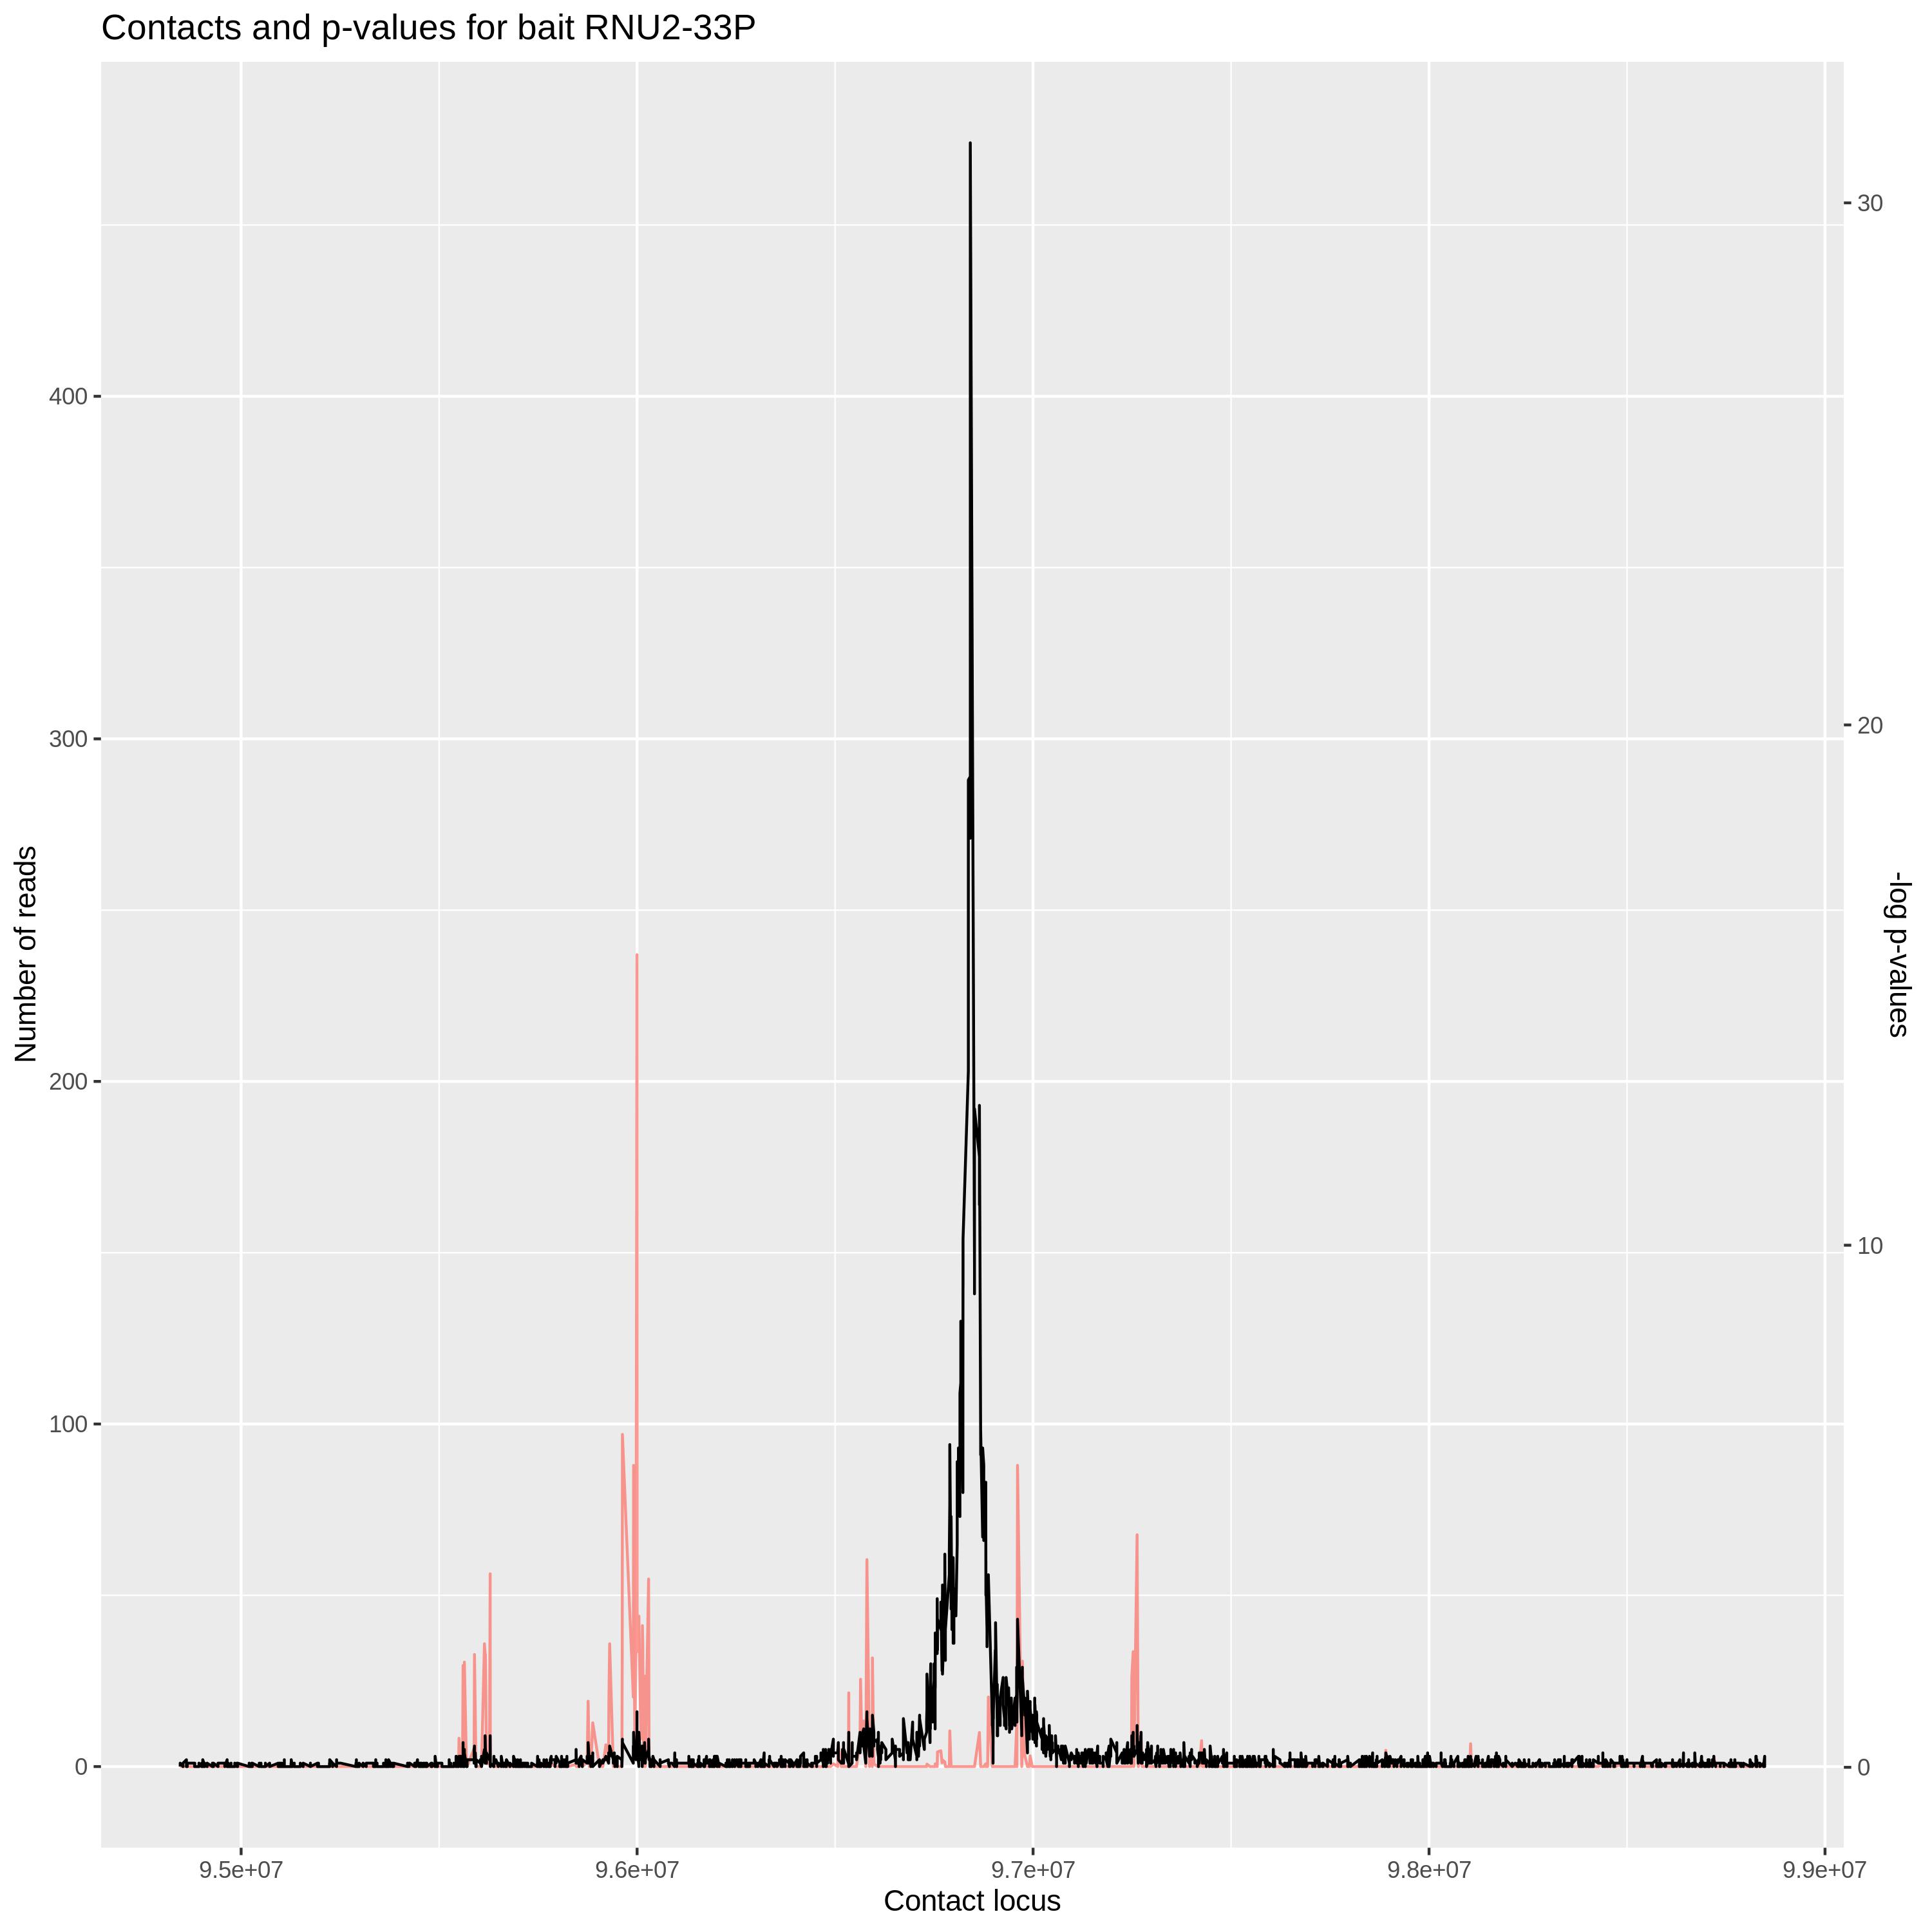 Contacts and p-values for bait RNU2-33P
Number of reads
400
300
200
100
0
30
20
10
0
-log p-values
9.5e+07
9.6e+07
9.7e+07
9.8e+07
9.9e+07
Contact locus